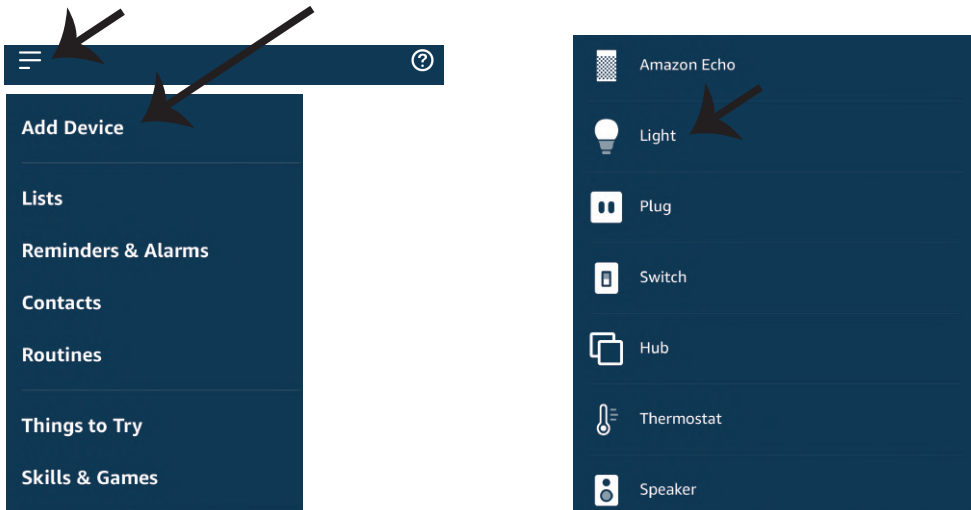 Add Device
Lists
Reminders & Alarms
Contacts
Routines
Things to Try
Skills & Games
Amazon Echo
Light
Plug
Switch
Hub
Thermostat
Speaker